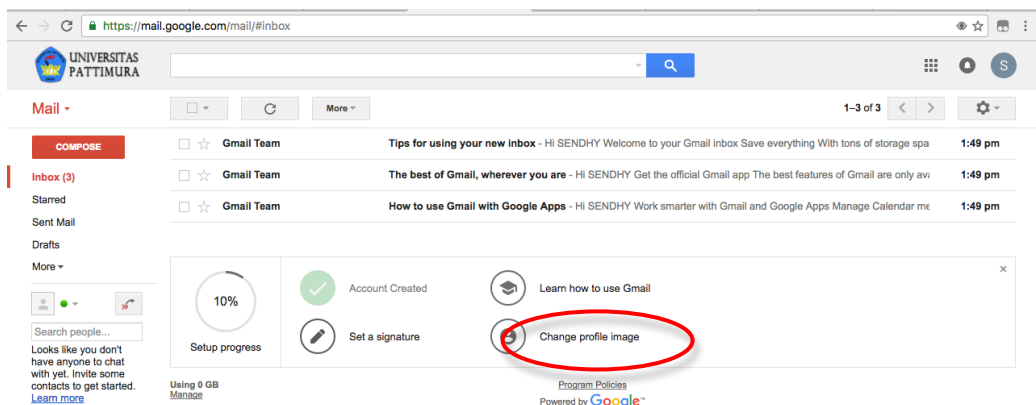 https://mail.google.com/mail/#inbox
UNIVERSITAS
PATTIMURA
S
Mail
More
1–3 of 3
COMPOSE
Gmail Team Tips for using your new inbox - Hi SENDHY Welcome to your Gmail inbox Save everything With tons of storage spa 1:49 pm
Inbox (3)
Gmail Team The best of Gmail, wherever you are - Hi SENDHY Get the official Gmail app The best features of Gmail are only ava 1:49 pm
Starred
Gmail Team How to use Gmail with Google Apps - Hi SENDHY Work smarter with Gmail and Google Apps Manage Calendar me 1:49 pm
Sent Mail
Drafts
More
10%
Setup progress
Account Created
Learn how to use Gmail
Set a signature
Change profile image
Search people...
Looks like you don't
have anyone to chat
with yet. Invite some
contacts to get started.
Learn more
Using 0 GB
Manage
Program Policies
Powered by Google™